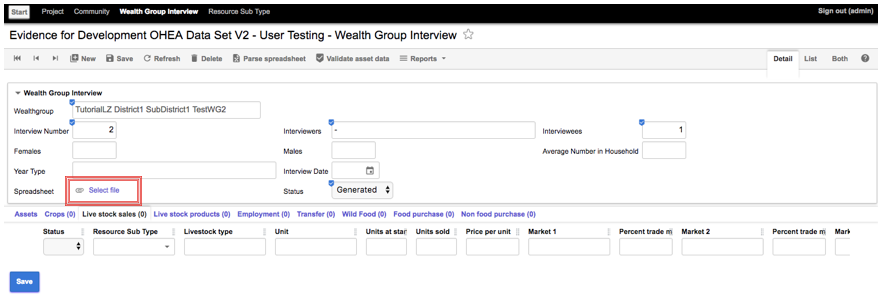 Start Project Community Wealth Group Interview Resource Sub Type Sign out (admin)
Evidence for Development OHEA Data Set V2 - User Testing - Wealth Group Interview
New Save Refresh Delete Parse spreadsheet Validate asset data Reports Detail List Both
Wealth Group Interview
Wealthgroup TutorialLZ District1 SubDistrict1 TestWG2
Interview Number 2 Interviewers - Interviewees 1
Females Males Average Number in Household
Year Type Interview Date
Spreadsheet Select file Status Generated
Assets Crops (0) Live stock sales (0) Live stock products (0) Employment (0) Transfer (0) Wild Food (0) Food purchase (0) Non food purchase (0)
Status Resource Sub Type Livestock type Unit Units at star Units sold Price per unit Market 1 Percent trade m Market 2 Percent trade m Mark
Save